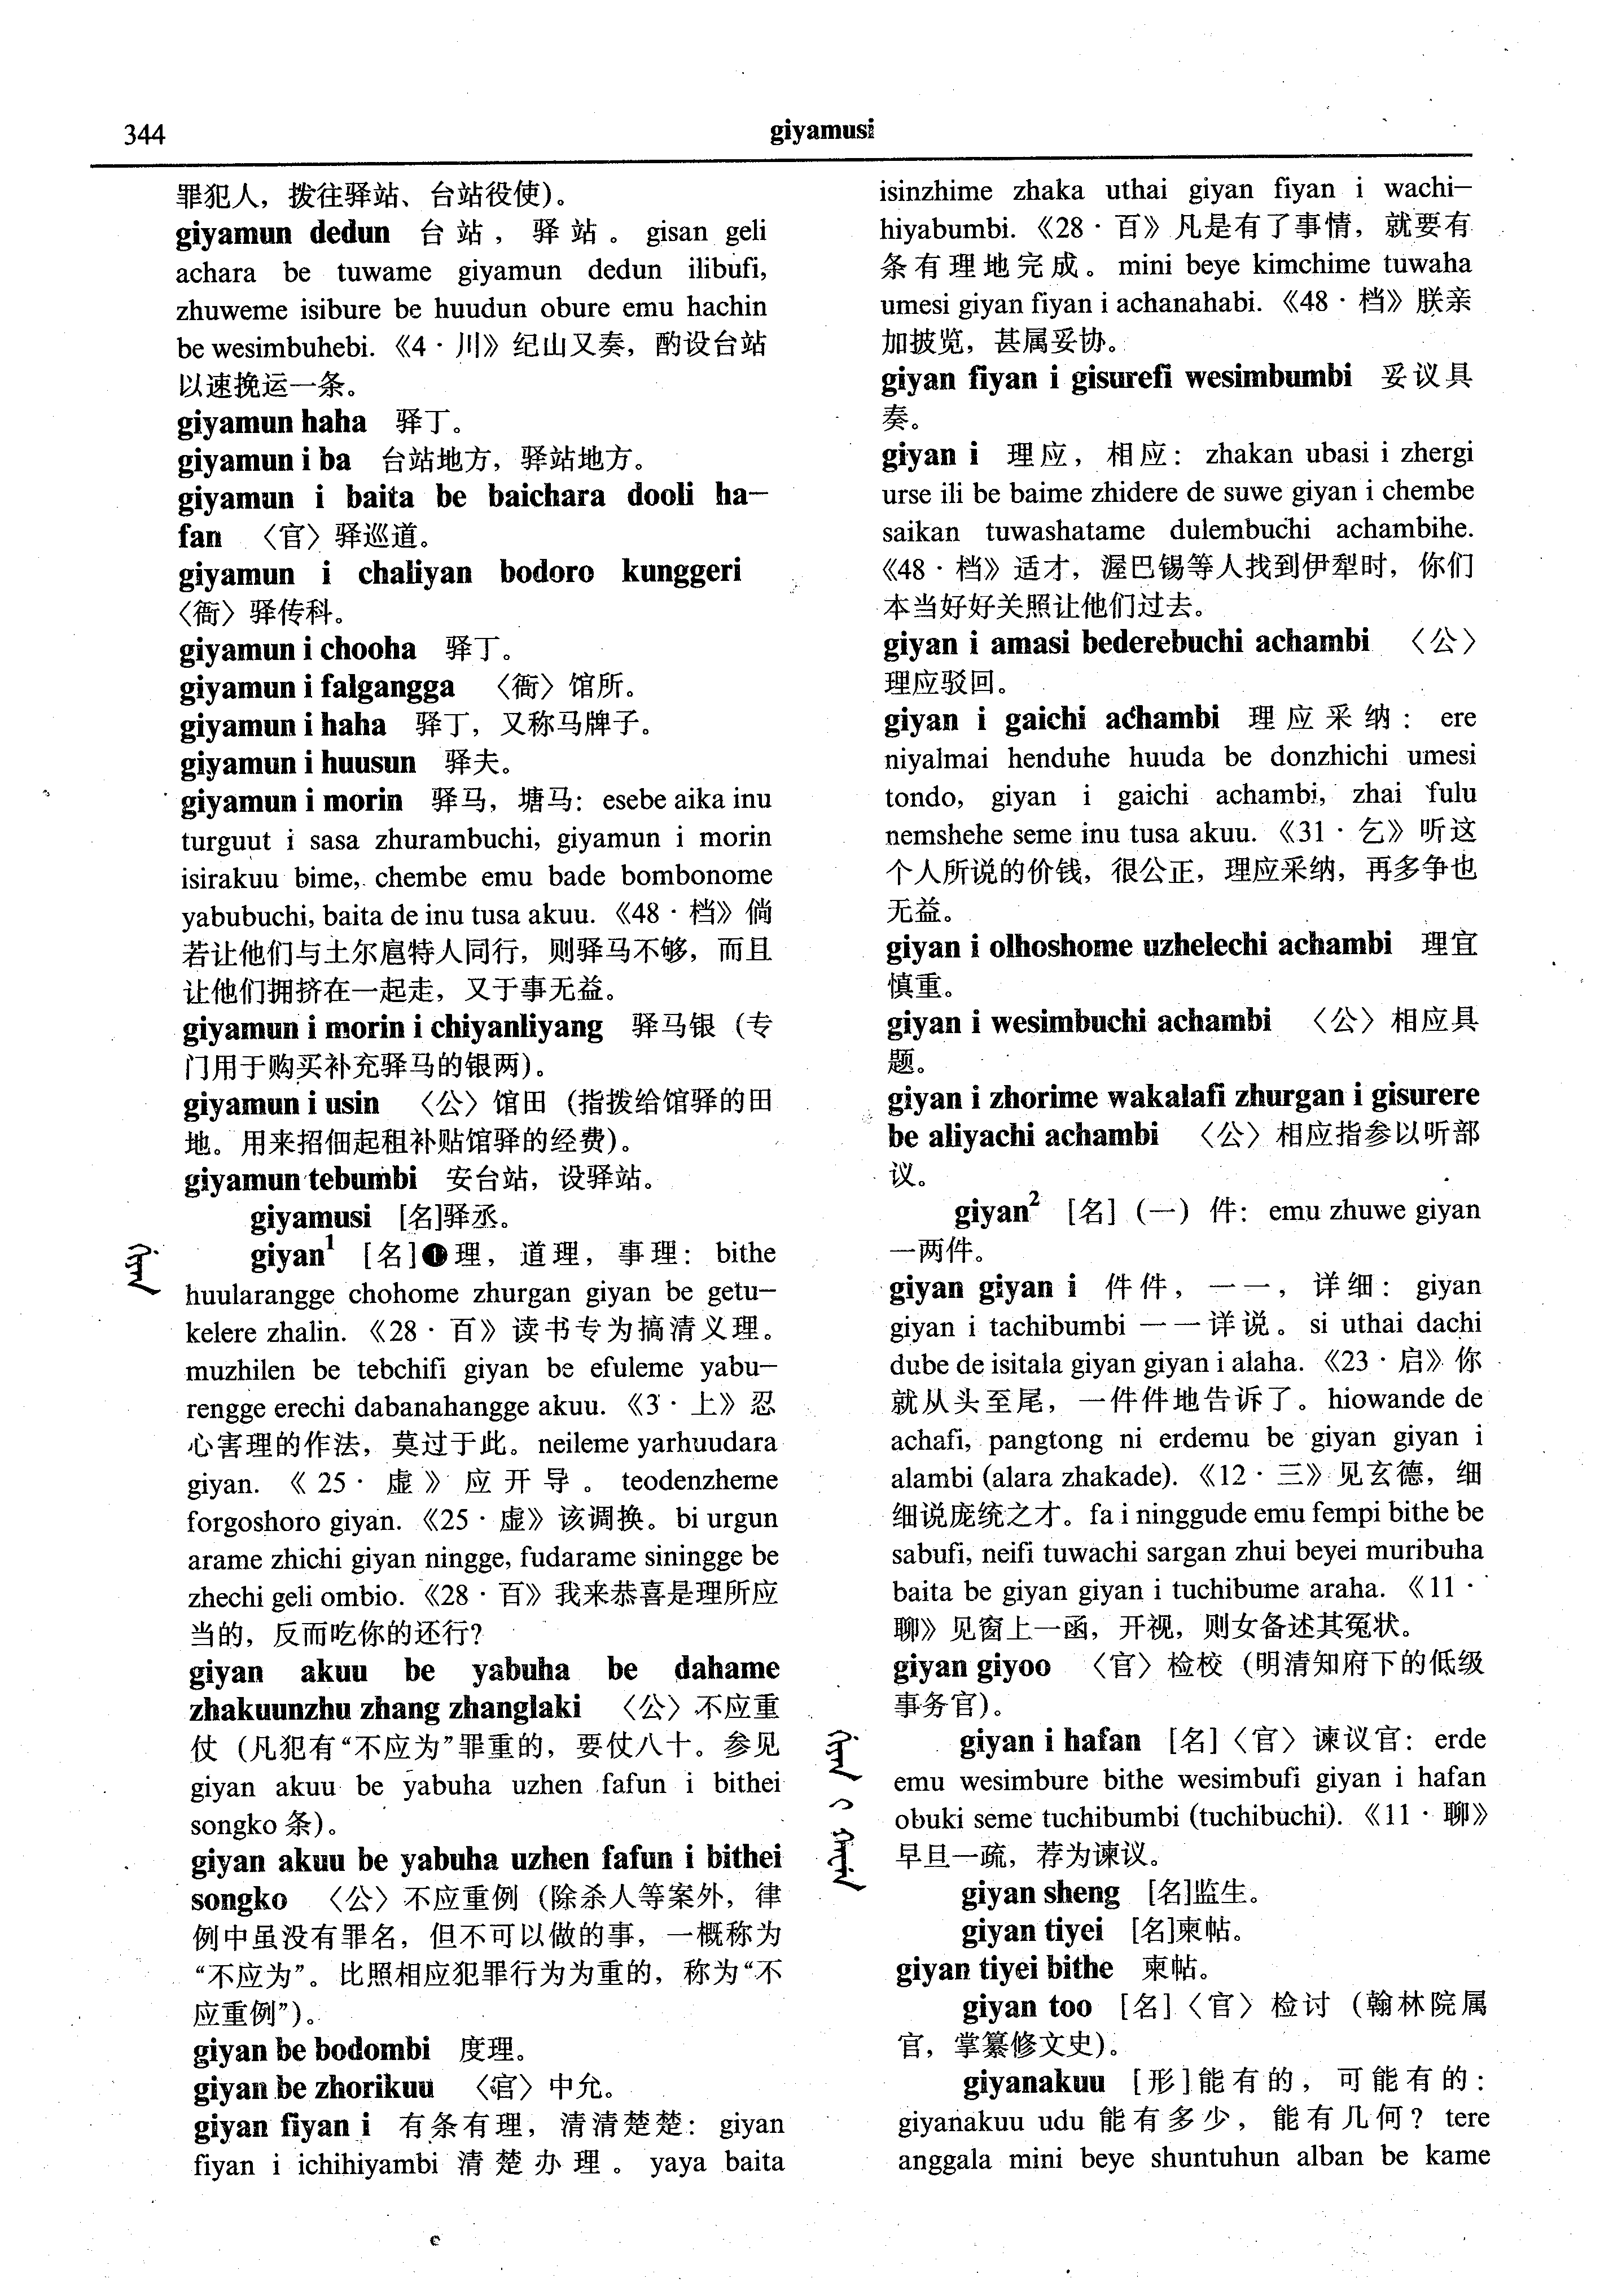 344
giyamusi
罪犯人，拨往驿站、台站役使)。
giyamun dedun 台站，驿站。gisan geli
achara be tuwame giyamun dedun ilibufi,
zhuweme isibure be huudun obure emu hachin
be wesimbuhebi.《4·川》纪山又奏，酌设台站
以速挽运一条。
giyamun haha 驿丁。
giyamun i ba 台站地方，驿站地方。
giyamun i baita be baichara dooli ha-
fan 〈官〉驿巡道。
giyamun i chaliyan bodoro kunggeri
〈衙〉驿传科。
giyamun i chooha 驿丁。
giyamun i falgangga 〈衙〉馆所。
giyamun i haha 驿丁，又称马牌子。
giyamun i huusun 驿夫。
giyamun i morin 驿马，塘马：esebe aika inu
turguut i sasa zhurambuchi, giyamun i morin
isirakuu bime, chembe emu bade bombonome
yabubuchi, baita de inu tusa akuu.《48·档》倘
若让他们与土尔扈特人同行，则驿马不够，而且
让他们拥挤在一起走，又于事无益。
giyamun i morin i chiyanliyang 驿马银 (专
门用于购买补充驿马的银两)。
giyamun i usin 〈公〉馆田 (指拨给馆驿的田
地。用来招佃起租补贴馆驿的经费)。
giyamun tebumbi 安台站，设驿站。
giyamusi [名]驿丞。
giyan¹ [名]❶理，道理，事理：bithe
huularangge chohome zhurgan giyan be getu-
kelere zhalin.《28·百》读书专为搞清义理。
muzhilen be tebchifi giyan be efuleme yabu-
rengge erechi dabanahangge akuu.《3·上》忍
心害理的作法，莫过于此。neileme yarhuudara
giyan.《25·虚》应开导。teodenzheme
forgoshoro giyan.《25·虚》该调换。bi urgun
arame zhichi giyan ningge, fudarame siningge be
zhechi geli ombio.《28·百》我来恭喜是理所应
当的，反而吃你的还行?
giyan akuu be yabuha be dahame
zhakuunzhu zhang zhanglaki 〈公〉不应重
仗 (凡犯有“不应为”罪重的，要仗八十。参见
giyan akuu be yabuha uzhen fafun i bithei
songko 条)。
giyan akuu be yabuha uzhen fafun i bithei
songko 〈公〉不应重例 (除杀人等案外，律
例中虽没有罪名，但不可以做的事，一概称为
“不应为”。比照相应犯罪行为为重的，称为“不
应重例”)。
giyan be bodombi 度理。
giyan be zhorikuu 〈官〉中允。
giyan fiyan i 有条有理，清清楚楚：giyan
fiyan i ichihiyambi 清楚办理。yaya baita
isinzhime zhaka uthai giyan fiyan i wachi-
hiyabumbi.《28·百》凡是有了事情，就要有
条有理地完成。mini beye kimchime tuwaha
umesi giyan fiyan i achanahabi.《48·档》朕亲
加披览，甚属妥协。
giyan fiyan i gisurefi wesimbumbi 妥议具
奏。
giyan i 理应，相应：zhakan ubasi i zhergi
urse ili be baime zhidere de suwe giyan i chembe
saikan tuwashatame dulembuchi achambihe.
《48·档》适才，渥巴锡等人找到伊犁时，你们
本当好好关照让他们过去。
giyan i amasi bederebuchi achambi 〈公〉
理应驳回。
giyan i gaichi achambi 理应采纳：ere
niyalmai henduhe huuda be donzhichi umesi
tondo, giyan i gaichi achambi, zhai fulu
nemshehe seme inu tusa akuu.《31·乞》听这
个人所说的价钱，很公正，理应采纳，再多争也
无益。
giyan i olhoshome uzhelechi achambi 理宜
慎重。
giyan i wesimbuchi achambi 〈公〉相应具
题。
giyan i zhorime wakalafi zhurgan i gisurere
be aliyachi achambi 〈公〉相应指参以听部
议。
giyan² [名] (一) 件：emu zhuwe giyan
一两件。
giyan giyan i 件件，一一，详细：giyan
giyan i tachibumbi 一一详说。si uthai dachi
dube de isitala giyan giyan i alaha.《23·启》你
就从头至尾，一件件地告诉了。hiowande de
achafi, pangtong ni erdemu be giyan giyan i
alambi (alara zhakade).《12·三》见玄德，细
细说庞统之才。fa i ninggude emu fempi bithe be
sabufi, neifi tuwachi sargan zhui beyei muribuha
baita be giyan giyan i tuchibume araha.《11·
聊》见窗上一函，开视，则女备述其冤状。
giyan giyoo 〈官〉检校 (明清知府下的低级
事务官)。
giyan i hafan [名]〈官〉谏议官：erde
emu wesimbure bithe wesimbufi giyan i hafan
obuki seme tuchibumbi (tuchibuchi).《11·聊》
早旦一疏，荐为谏议。
giyan sheng [名]监生。
giyan tiyei [名]柬帖。
giyan tiyei bithe 柬帖。
giyan too [名]〈官〉检讨 (翰林院属
官，掌纂修文史)。
giyanakuu [形]能有的，可能有的：
giyanakuu udu 能有多少，能有几何？tere
anggala mini beye shuntuhun alban be kame